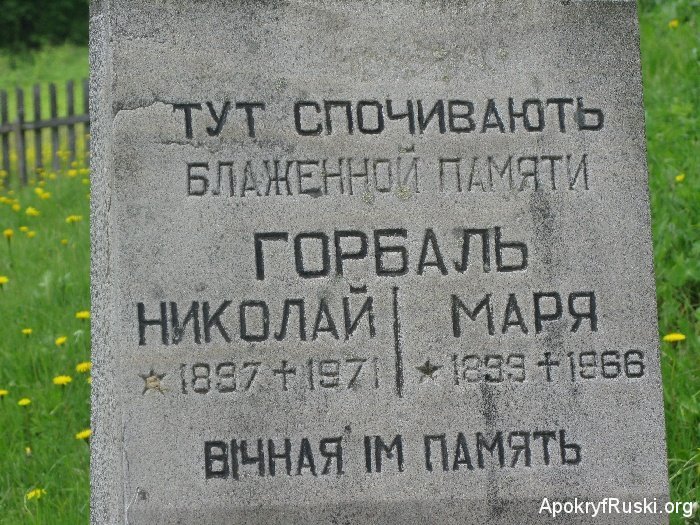 ТУТ СПОЧИВАЮТЬ
БЛАЖЕННОЙ ПАМЯТИ
ГОРБАЛЬ
НИКОЛАЙ | МАРЯ
★ 1897 ✝ 1971 | ★ 1899 ✝ 1966
ВІЧНАЯ ІМ ПАМЯТЬ
ApokryfRuski.org